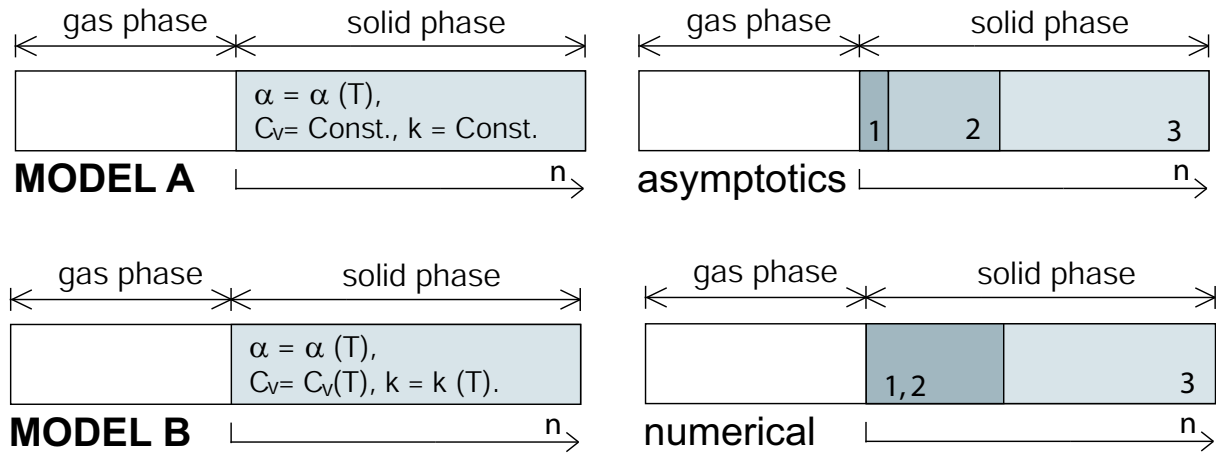 gas phase solid phase
α = α (T),
Cv= Const., k = Const.
MODEL A
n
gas phase solid phase
1 2 3
asymptotics
n
gas phase solid phase
α = α (T),
Cv= Cv(T), k = k (T).
MODEL B
n
gas phase solid phase
1,2 3
numerical
n